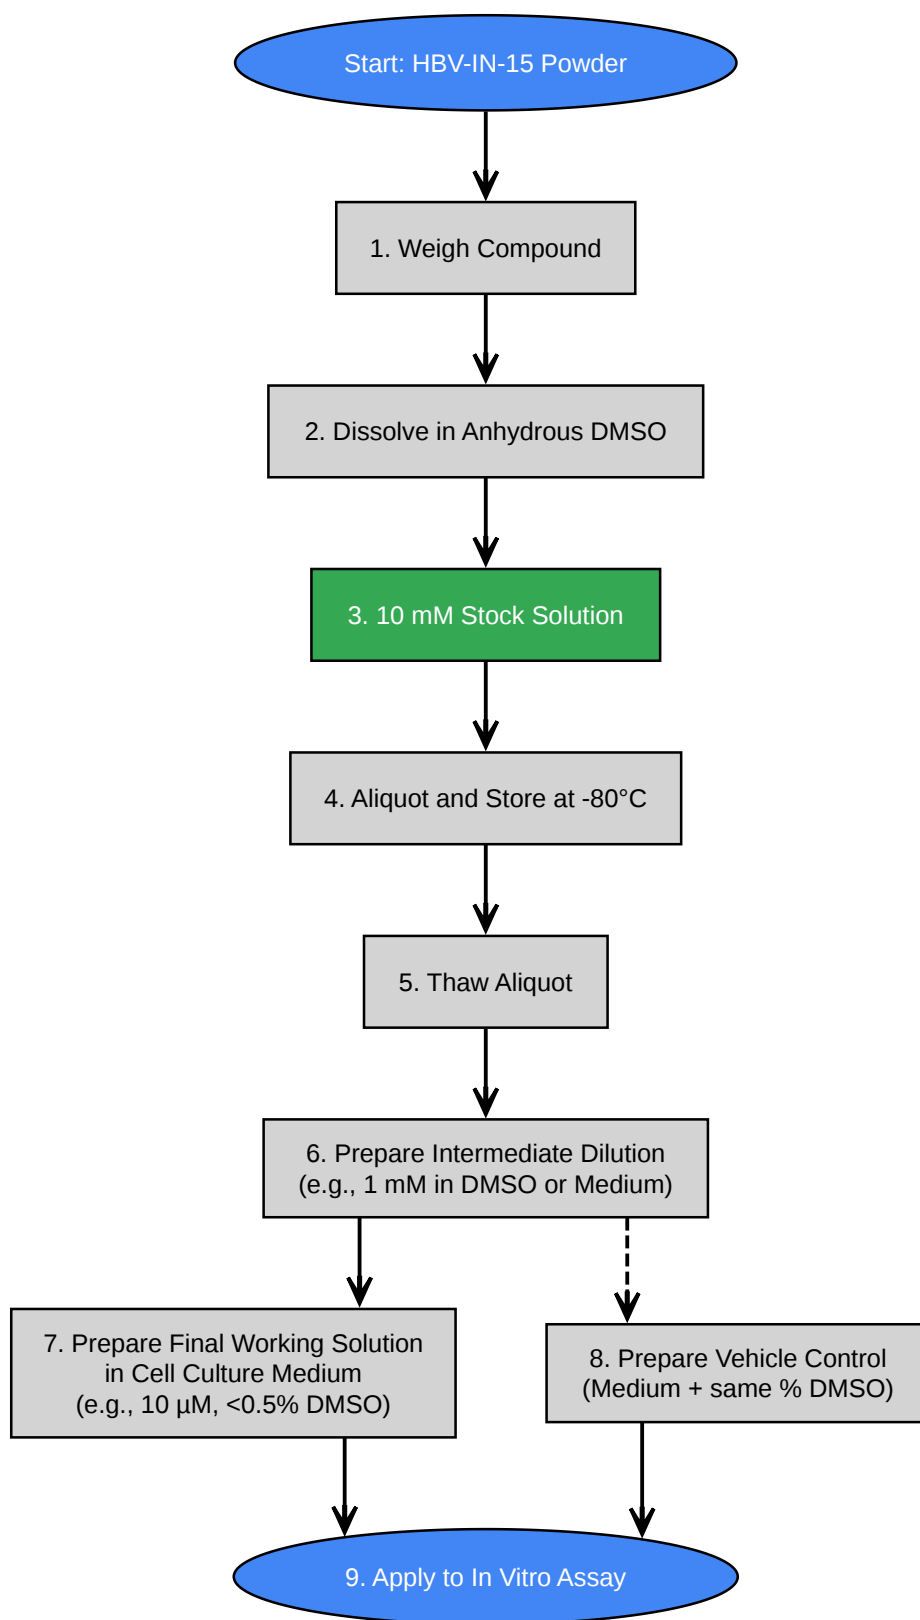 Start: HBV-IN-15 Powder
1. Weigh Compound
2. Dissolve in Anhydrous DMSO
3. 10 mM Stock Solution
4. Aliquot and Store at -80°C
5. Thaw Aliquot
6. Prepare Intermediate Dilution
(e.g., 1 mM in DMSO or Medium)
7. Prepare Final Working Solution
in Cell Culture Medium
(e.g., 10 µM, <0.5% DMSO)
8. Prepare Vehicle Control
(Medium + same % DMSO)
9. Apply to In Vitro Assay